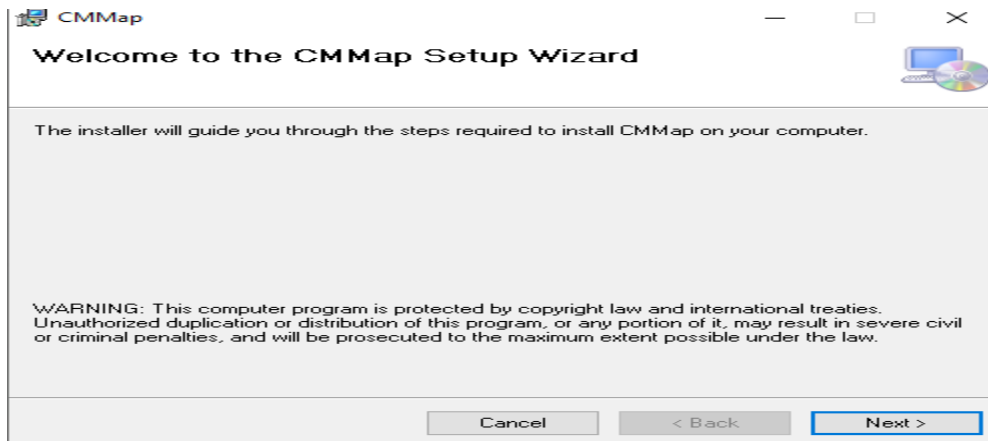 CMMap
Welcome to the CMMap Setup Wizard
The installer will guide you through the steps required to install CMMap on your computer.
WARNING: This computer program is protected by copyright law and international treaties.
Unauthorized duplication or distribution of this program, or any portion of it, may result in severe civil
or criminal penalties, and will be prosecuted to the maximum extent possible under the law.
Cancel
< Back
Next >